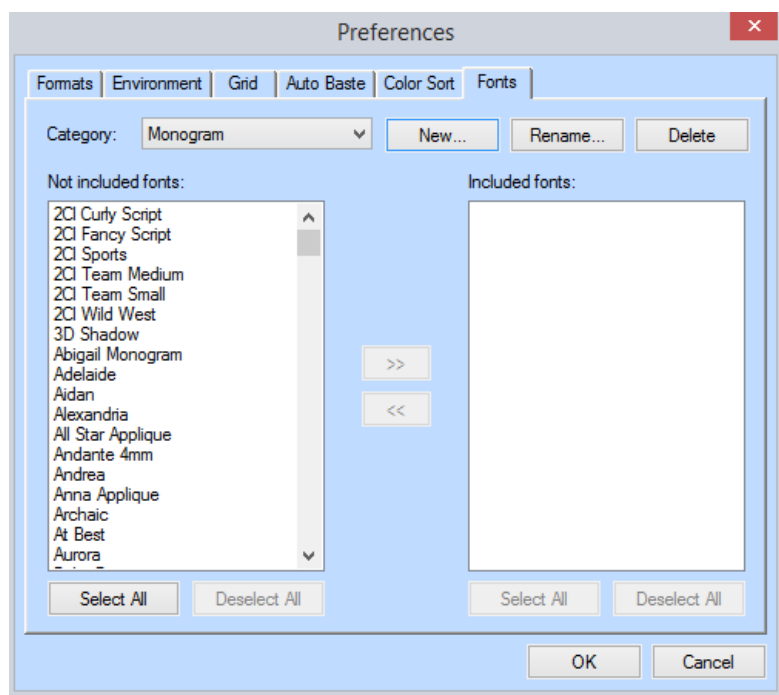 Preferences
Formats Environment Grid Auto Baste Color Sort Fonts
Category: Monogram New... Rename... Delete
Not included fonts: Included fonts:
2CI Curly Script
2CI Fancy Script
2CI Sports
2CI Team Medium
2CI Team Small
2CI Wild West
3D Shadow
Abigail Monogram
Adelaide
>>
Aidan
Alexandria
<<
All Star Applique
Andante 4mm
Andrea
Anna Applique
Archaic
At Best
Aurora
Select All Deselect All Select All Deselect All
OK Cancel